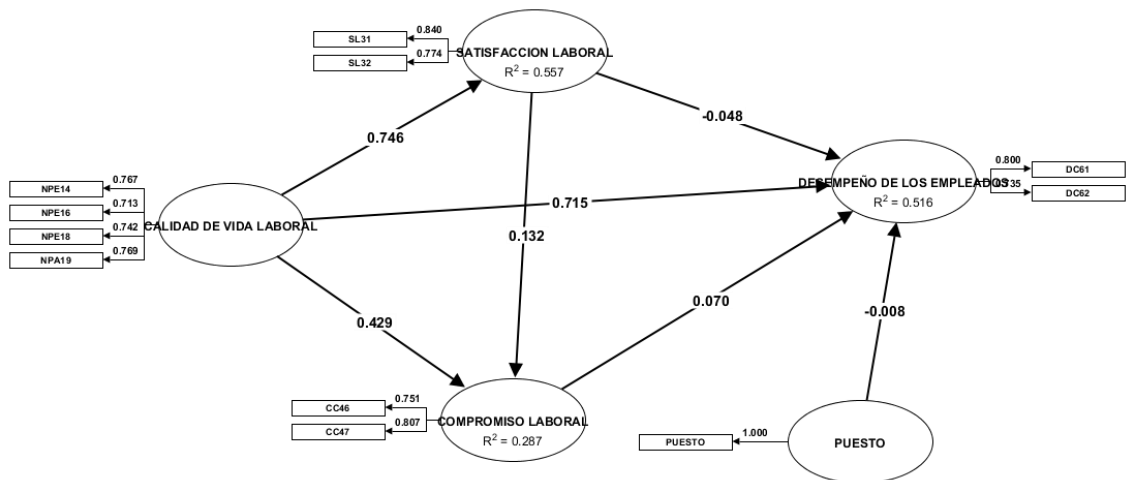 0.840
SL31
SATISFACCION LABORAL
0.774
SL32
R² = 0.557
-0.048
0.746
0.800
DC61
DESEMPEÑO DE LOS EMPLEADOS
DC62
R² = 0.516
0.767
NPE14
0.713
NPE16
0.715
CALIDAD DE VIDA LABORAL
0.742
NPE18
0.132
0.769
NPA19
0.070
-0.008
0.429
0.751
CC46
COMPROMISO LABORAL
0.807
CC47
R² = 0.287
1.000
PUESTO
PUESTO